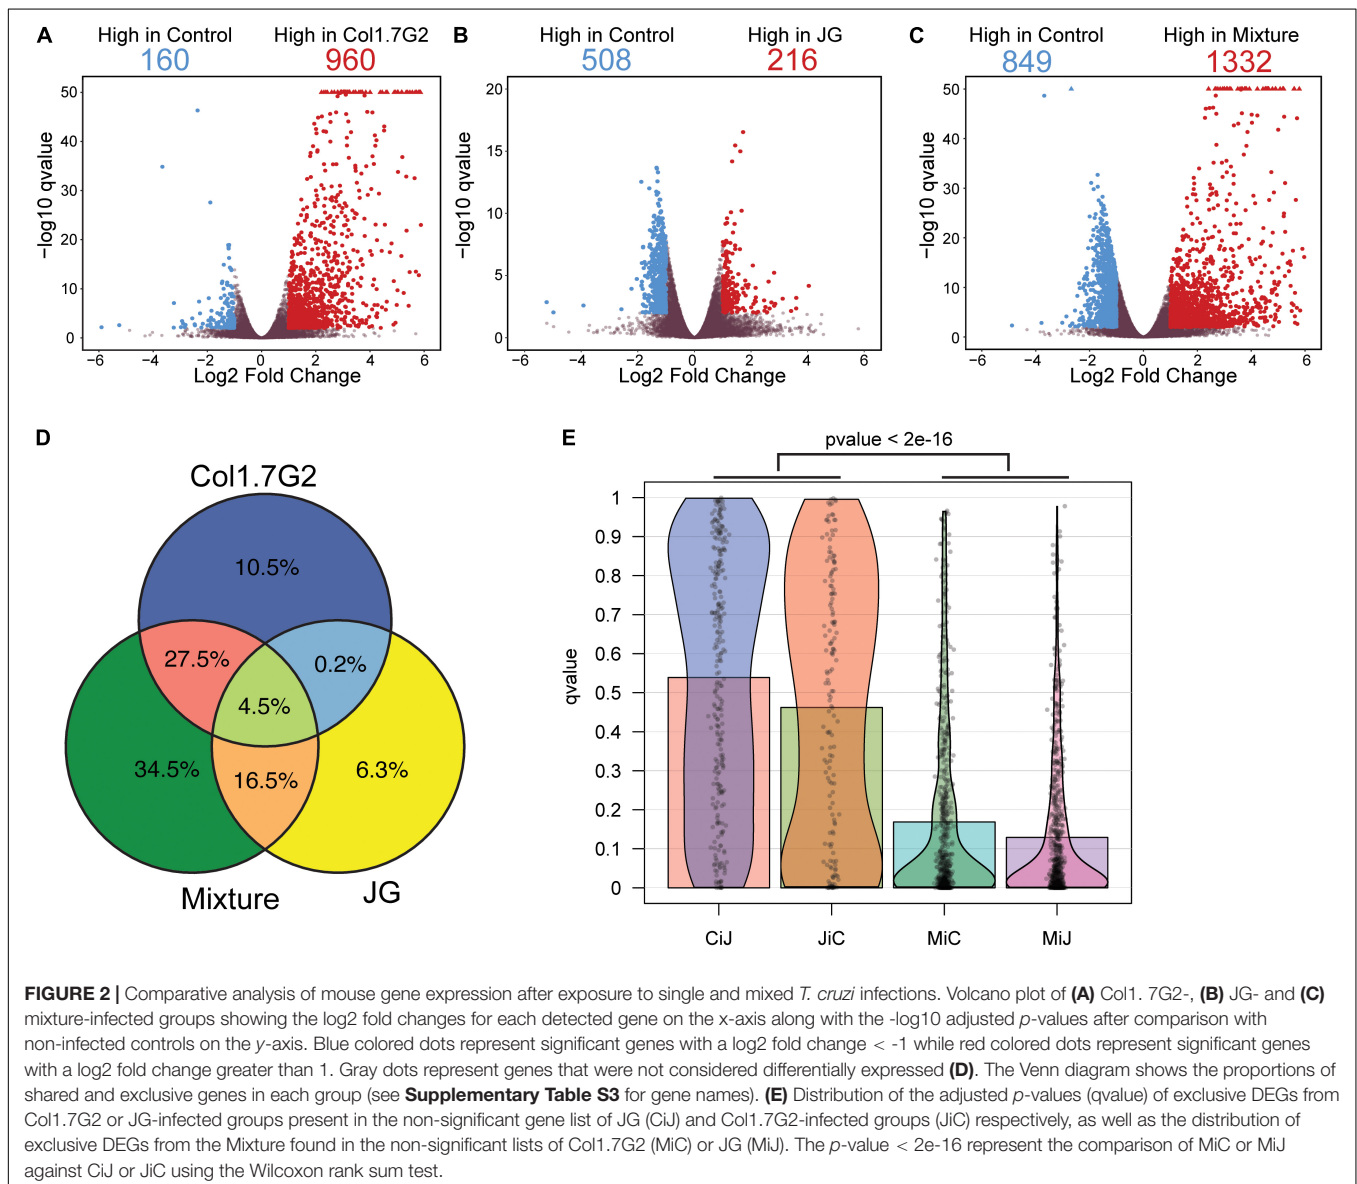 A
High in Control
High in Col1.7G2
160
960
−log10 qvalue
50
40
30
20
10
0
−6
−4
−2
0
2
4
6
Log2 Fold Change
B
High in Control
High in JG
508
216
−log10 qvalue
20
15
10
5
0
−6
−4
−2
0
2
4
6
8
Log2 Fold Change
C
High in Control
High in Mixture
849
1332
−log10 qvalue
50
40
30
20
10
0
−6
−4
−2
0
2
4
6
Log2 Fold Change
D
Col1.7G2
10.5%
27.5%
0.2%
4.5%
34.5%
16.5%
6.3%
Mixture
JG
E
pvalue < 2e-16
qvalue
1
0.9
0.8
0.7
0.6
0.5
0.4
0.3
0.2
0.1
0
CiJ
JiC
MiC
MiJ
FIGURE 2 | Comparative analysis of mouse gene expression after exposure to single and mixed T. cruzi infections. Volcano plot of (A) Col1. 7G2-, (B) JG- and (C)
mixture-infected groups showing the log2 fold changes for each detected gene on the x-axis along with the -log10 adjusted p-values after comparison with
non-infected controls on the y-axis. Blue colored dots represent significant genes with a log2 fold change < -1 while red colored dots represent significant genes
with a log2 fold change greater than 1. Gray dots represent genes that were not considered differentially expressed (D). The Venn diagram shows the proportions of
shared and exclusive genes in each group (see Supplementary Table S3 for gene names). (E) Distribution of the adjusted p-values (qvalue) of exclusive DEGs from
Col1.7G2 or JG-infected groups present in the non-significant gene list of JG (CiJ) and Col1.7G2-infected groups (JiC) respectively, as well as the distribution of
exclusive DEGs from the Mixture found in the non-significant lists of Col1.7G2 (MiC) or JG (MiJ). The p-value < 2e-16 represent the comparison of MiC or MiJ
against CiJ or JiC using the Wilcoxon rank sum test.